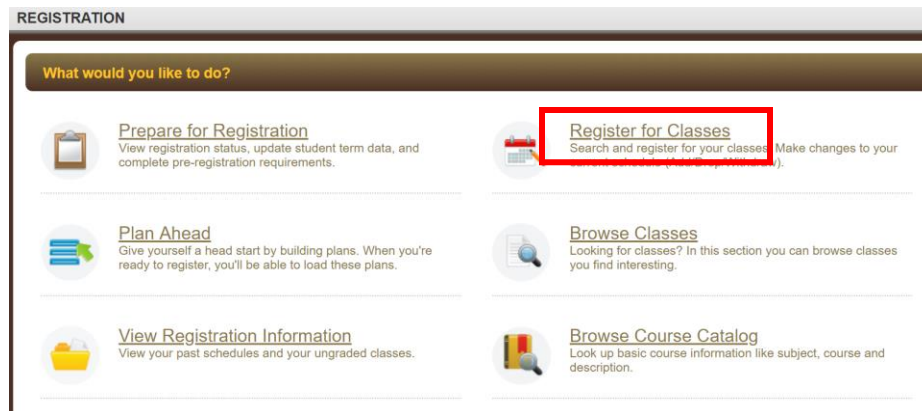 REGISTRATION
What would you like to do?
Prepare for Registration
View registration status, update student term data, and
complete pre-registration requirements.
Register for Classes
Search and register for your classes. Make changes to your
current schedule (Add/Drop/Withdraw).
Plan Ahead
Give yourself a head start by building plans. When you're
ready to register, you'll be able to load these plans.
Browse Classes
Looking for classes? In this section you can browse classes
you find interesting.
View Registration Information
View your past schedules and your ungraded classes.
Browse Course Catalog
Look up basic course information like subject, course and
description.